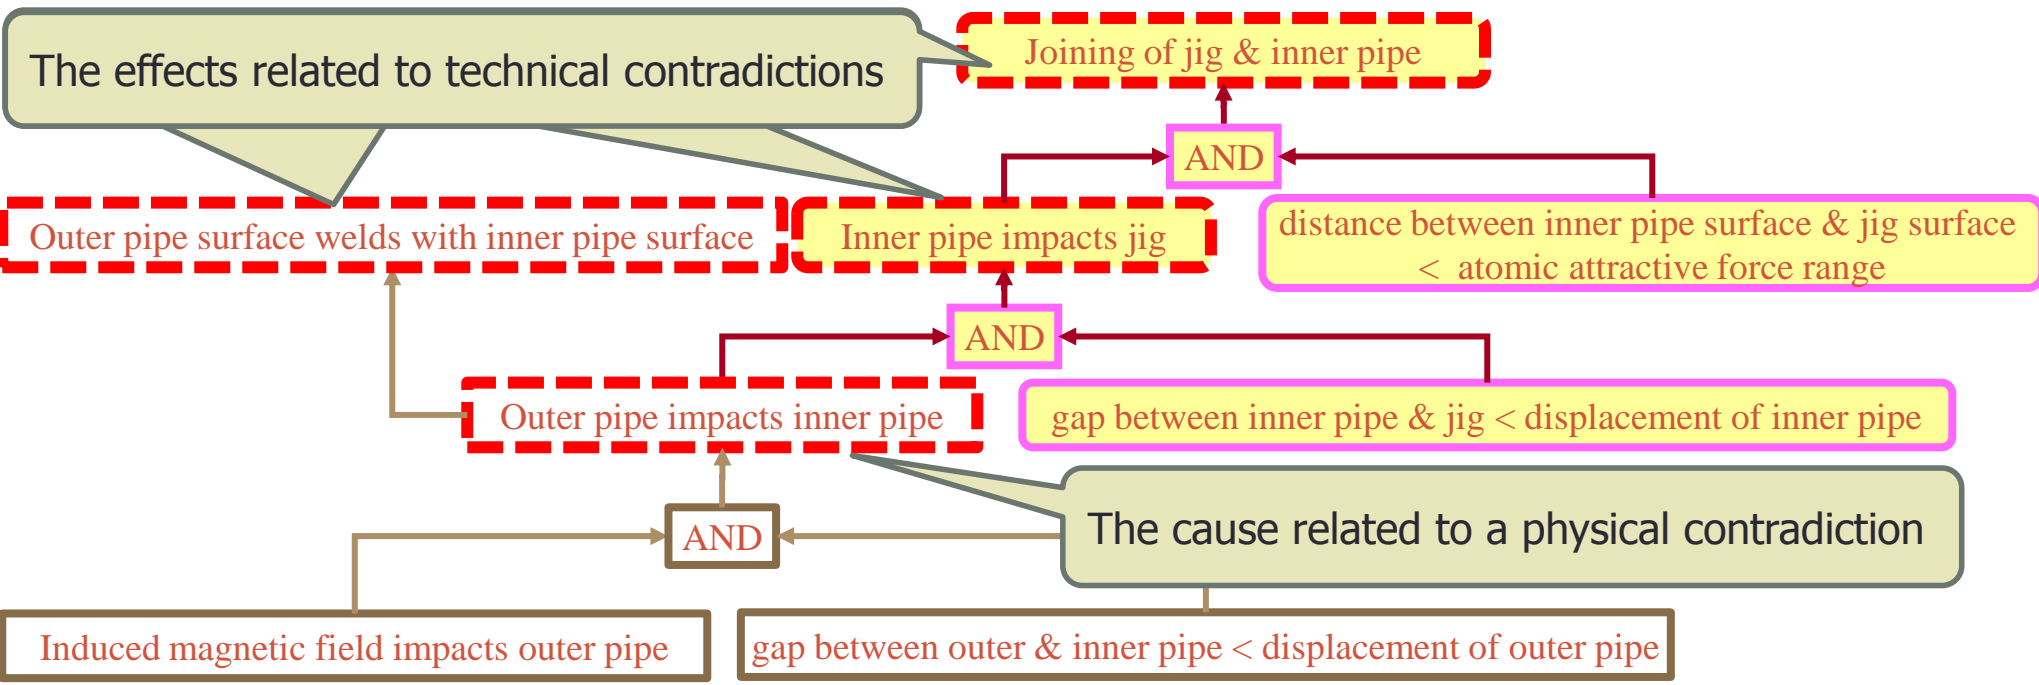 The effects related to technical contradictions
Joining of jig & inner pipe
AND
Outer pipe surface welds with inner pipe surface
Inner pipe impacts jig
distance between inner pipe surface & jig surface
< atomic attractive force range
AND
Outer pipe impacts inner pipe
gap between inner pipe & jig < displacement of inner pipe
The cause related to a physical contradiction
AND
Induced magnetic field impacts outer pipe
gap between outer & inner pipe < displacement of outer pipe